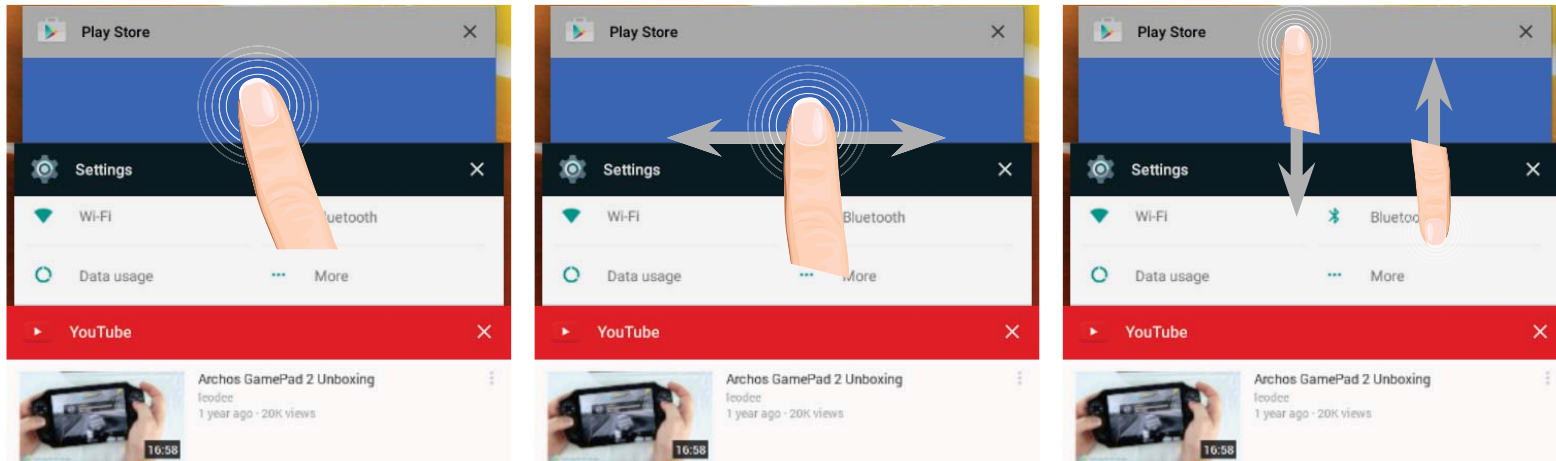 Play Store
Settings
Wi-Fi
luetooth
Data usage
More
YouTube
Archos GamePad 2 Unboxing
leodee
1 year ago · 20K views
16:58
Play Store
Settings
Wi-Fi
Bluetooth
Data usage
More
YouTube
Archos GamePad 2 Unboxing
leodee
1 year ago · 20K views
16:58
Play Store
Settings
Wi-Fi
Bluetoo
Data usage
More
YouTube
Archos GamePad 2 Unboxing
leodee
1 year ago · 20K views
16:58